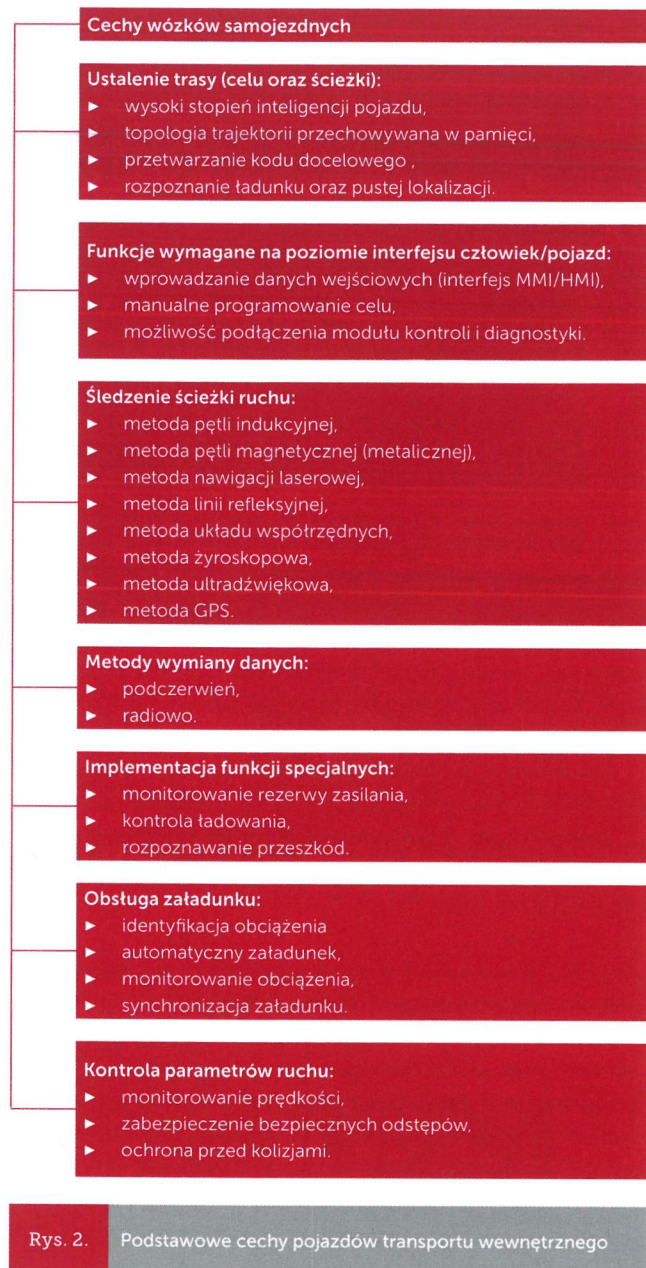 Cechy wózków samojezdnych
Ustalenie trasy (celu oraz ścieżki):
► wysoki stopień inteligencji pojazdu,
► topologia trajektorii przechowywana w pamięci,
► przetwarzanie kodu docelowego ,
► rozpoznanie ładunku oraz pustej lokalizacji.
Funkcje wymagane na poziomie interfejsu człowiek/pojazd:
► wprowadzanie danych wejściowych (interfejs MMI/HMI),
► manualne programowanie celu,
► możliwość podłączenia modułu kontroli i diagnostyki.
Śledzenie ścieżki ruchu:
► metoda pętli indukcyjnej,
► metoda pętli magnetycznej (metalicznej),
► metoda nawigacji laserowej,
► metoda linii refleksyjnej,
► metoda układu współrzędnych,
► metoda żyroskopowa,
► metoda ultradźwiękowa,
► metoda GPS.
Metody wymiany danych:
► podczerwień,
► radiowo.
Implementacja funkcji specjalnych:
► monitorowanie rezerwy zasilania,
► kontrola ładowania,
► rozpoznawanie przeszkód.
Obsługa załadunku:
► identyfikacja obciążenia
► automatyczny załadunek,
► monitorowanie obciążenia,
► synchronizacja załadunku.
Kontrola parametrów ruchu:
► monitorowanie prędkości,
► zabezpieczenie bezpiecznych odstępów,
► ochrona przed kolizjami.
Rys. 2. Podstawowe cechy pojazdów transportu wewnętrznego